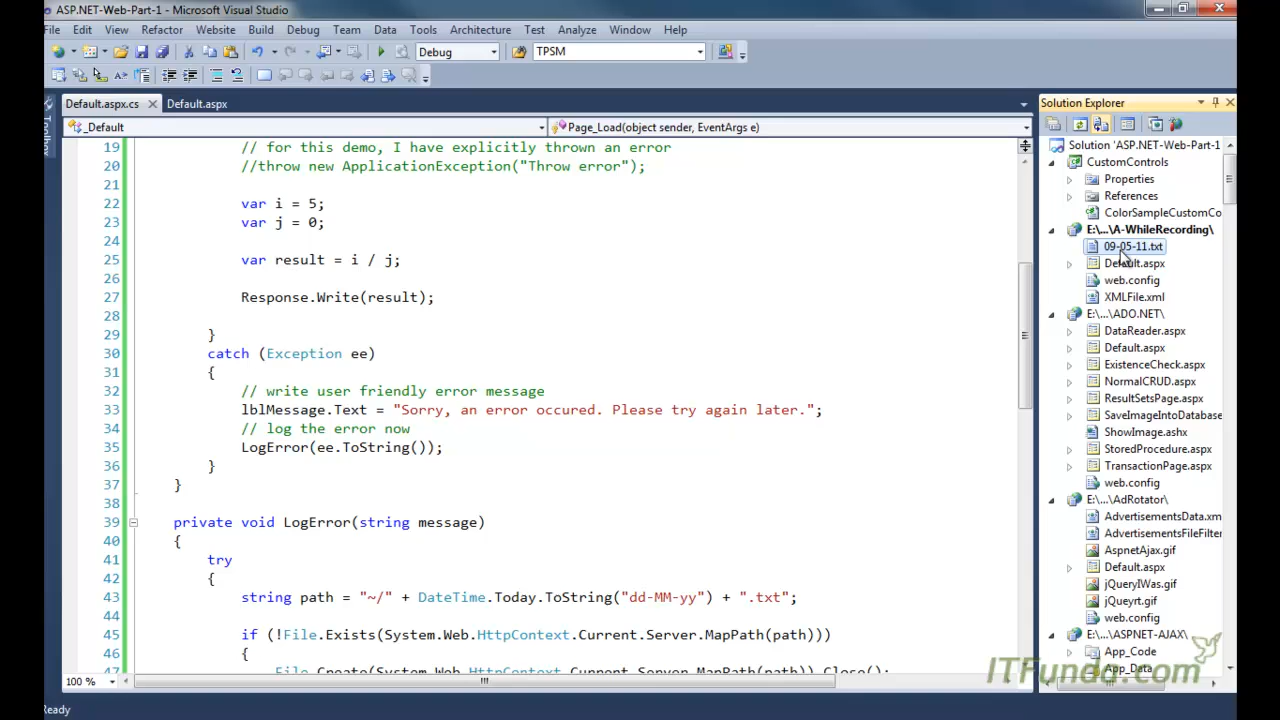 ASP.NET-Web-Part-1 - Microsoft Visual Studio
File Edit View Refactor Website Build Debug Team Data Tools Architecture Test Analyze Window Help
Debug TPSM
Default.aspx.cs Default.aspx
_Default Page_Load(object sender, EventArgs e)
19 // for this demo, I have explicitly thrown an error
20 //throw new ApplicationException("Throw error");
21
22 var i = 5;
23 var j = 0;
24
25 var result = i / j;
26
27 Response.Write(result);
28
29 }
30 catch (Exception ee)
31 {
32 // write user friendly error message
33 lblMessage.Text = "Sorry, an error occured. Please try again later.";
34 // log the error now
35 LogError(ee.ToString());
36 }
37 }
38
39 private void LogError(string message)
40 {
41 try
42 {
43 string path = "~/" + DateTime.Today.ToString("dd-MM-yy") + ".txt";
44
45 if (!File.Exists(System.Web.HttpContext.Current.Server.MapPath(path)))
46 {
47 File.Create(System.Web.HttpContext.Current.Server.MapPath(path)).Close();
100 %
Ready
Toolbox
Solution Explorer
Solution 'ASP.NET-Web-Part-1
CustomControls
Properties
References
ColorSampleCustomCo
E:\...\A-WhileRecording\
09-05-11.txt
Default.aspx
web.config
XMLFile.xml
E:\...\ADO.NET\
DataReader.aspx
Default.aspx
ExistenceCheck.aspx
NormalCRUD.aspx
ResultSetsPage.aspx
SaveImageIntoDatabase
ShowImage.ashx
StoredProcedure.aspx
TransactionPage.aspx
web.config
E:\...\AdRotator\
AdvertisementsData.xm
AdvertisementsFileFilter
AspnetAjax.gif
Default.aspx
jQueryIWas.gif
jQueyrt.gif
web.config
E:\...\ASPNET-AJAX\
App_Code
App_Data
ITFunda.com